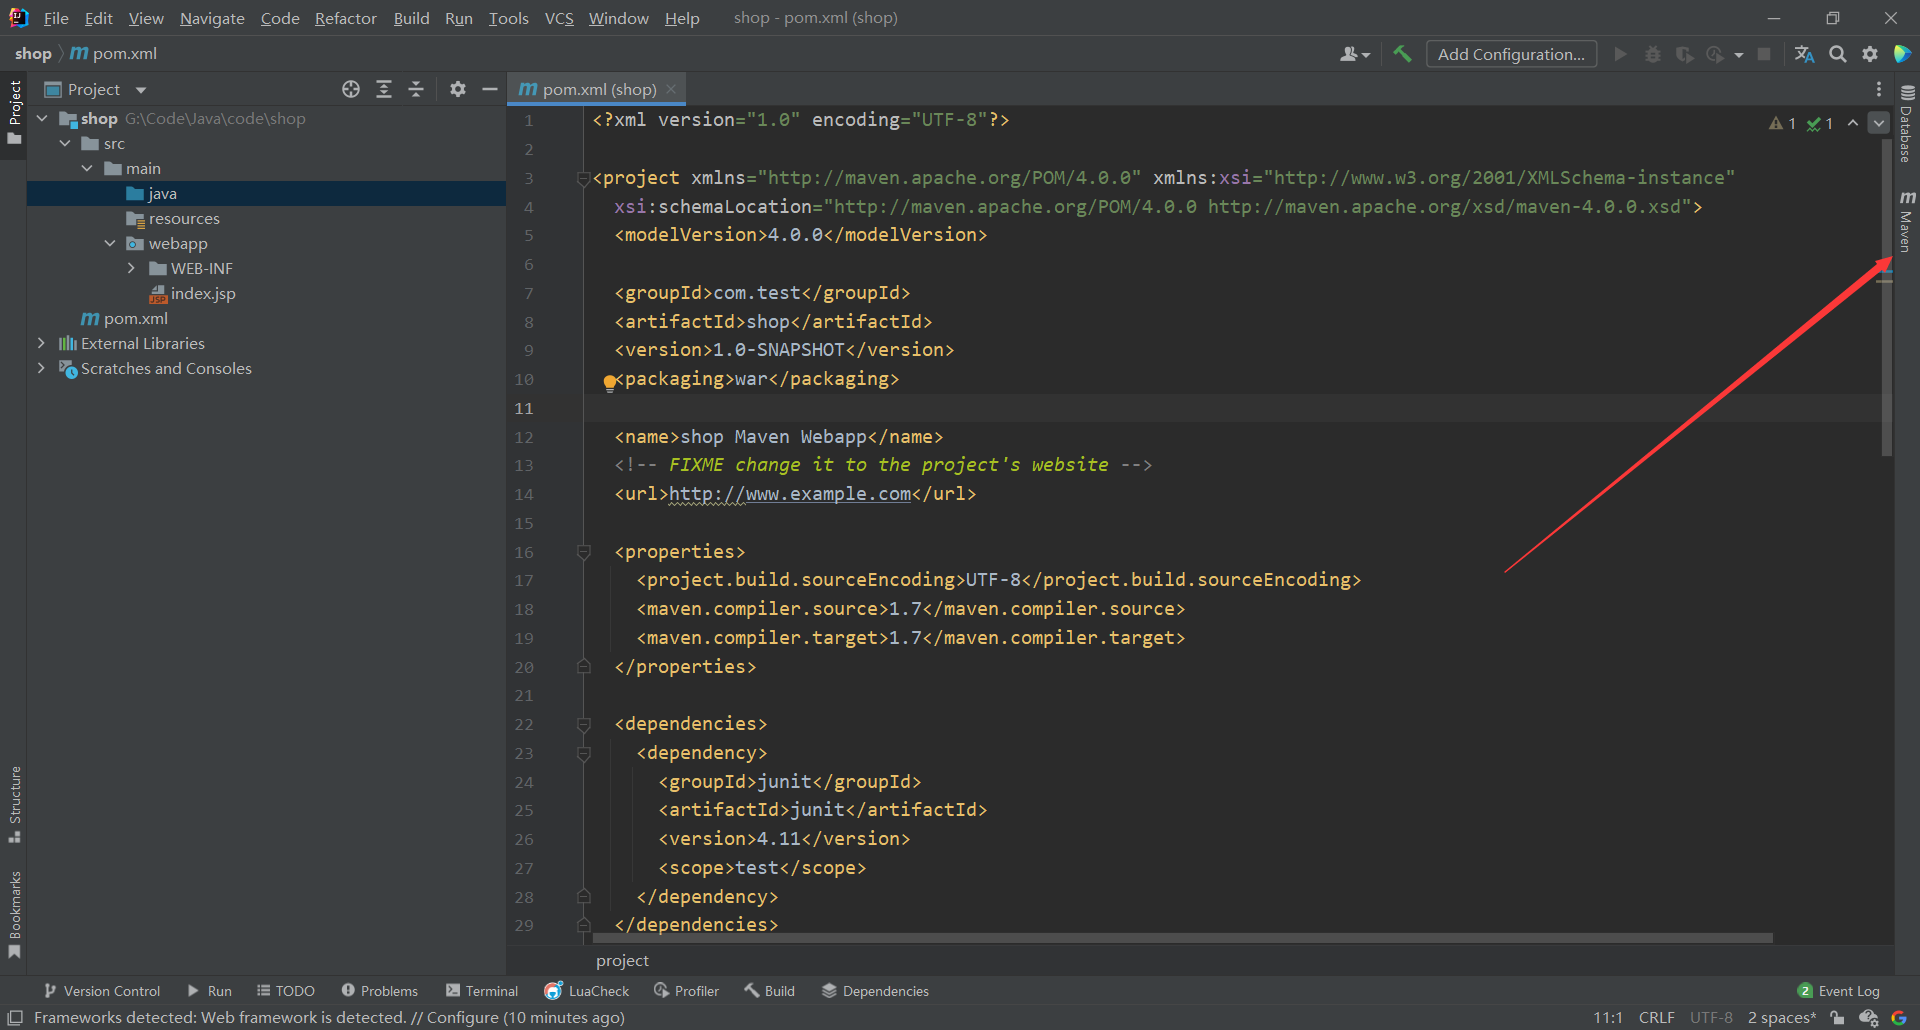 File Edit View Navigate Code Refactor Build Run Tools VCS Window Help shop - pom.xml (shop)
shop m pom.xml Add Configuration...
Project
Project
pom.xml (shop)
shop G:\Code\Java\code\shop
src
main
java
resources
webapp
WEB-INF
index.jsp
pom.xml
External Libraries
Scratches and Consoles
1 <?xml version="1.0" encoding="UTF-8"?>
2
3 <project xmlns="http://maven.apache.org/POM/4.0.0" xmlns:xsi="http://www.w3.org/2001/XMLSchema-instance"
4 xsi:schemaLocation="http://maven.apache.org/POM/4.0.0 http://maven.apache.org/xsd/maven-4.0.0.xsd">
5 <modelVersion>4.0.0</modelVersion>
6
7 <groupId>com.test</groupId>
8 <artifactId>shop</artifactId>
9 <version>1.0-SNAPSHOT</version>
10 <packaging>war</packaging>
11
12 <name>shop Maven Webapp</name>
13 <!-- FIXME change it to the project's website -->
14 <url>http://www.example.com</url>
15
16 <properties>
17 <project.build.sourceEncoding>UTF-8</project.build.sourceEncoding>
18 <maven.compiler.source>1.7</maven.compiler.source>
19 <maven.compiler.target>1.7</maven.compiler.target>
20 </properties>
21
22 <dependencies>
23 <dependency>
24 <groupId>junit</groupId>
25 <artifactId>junit</artifactId>
26 <version>4.11</version>
27 <scope>test</scope>
28 </dependency>
29 </dependencies>
1 1
Database
Maven
Structure
Bookmarks
project
Version Control Run TODO Problems Terminal LuaCheck Profiler Build Dependencies 2 Event Log
Frameworks detected: Web framework is detected. // Configure (10 minutes ago) 11:1 CRLF UTF-8 2 spaces*